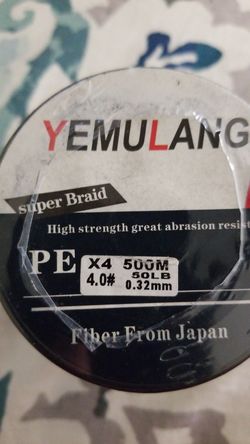 YEMULANG
super Braid
High strength great abrasion resist
PE
X4 500M
50LB
4.0# 0.32mm
Fiber From Japan